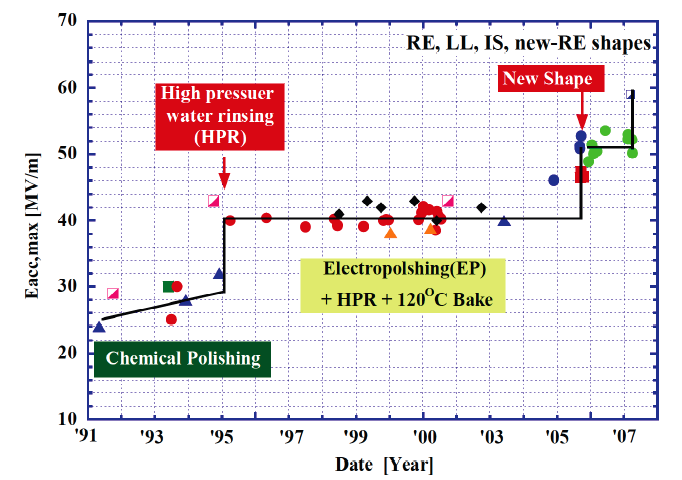 RE, LL, IS, new-RE shapes
New Shape
High pressuer
water rinsing
(HPR)
Electropolshing(EP)
+ HPR + 120°C Bake
Chemical Polishing
Eacc,max [MV/m]
70
60
50
40
30
20
10
'91
'93
'95
'97
'99
'00
'03
'05
'07
Date [Year]